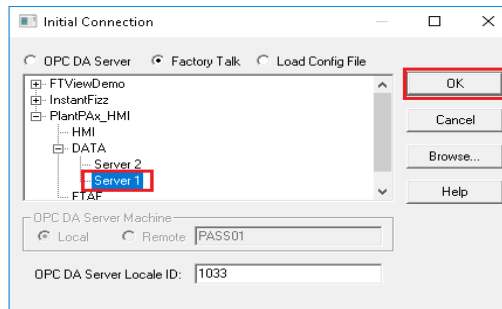 Initial Connection
OPC DA Server Factory Talk Load Config File
FTViewDemo
InstantFizz
PlantPAx_HMI
HMI
DATA
Server 2
Server 1
FTAE
OK
Cancel
Browse...
Help
OPC DA Server Machine
Local Remote PASS01
OPC DA Server Locale ID: 1033